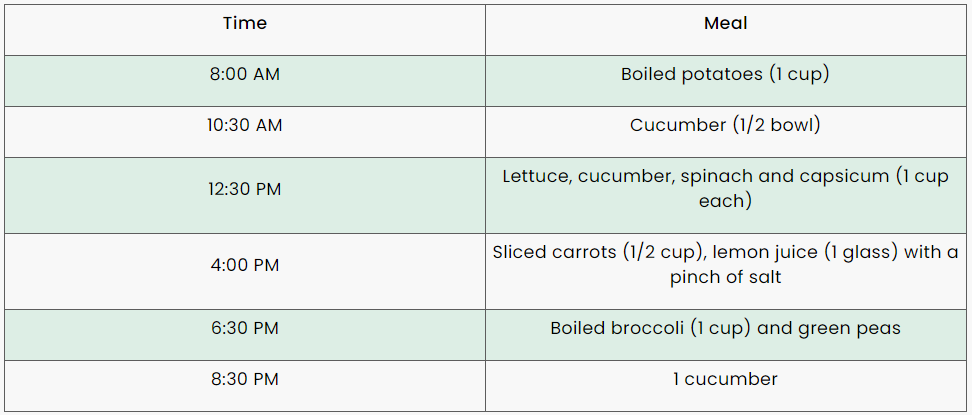 Time Meal
8:00 AM Boiled potatoes (1 cup)
10:30 AM Cucumber (1/2 bowl)
12:30 PM Lettuce, cucumber, spinach and capsicum (1 cup
each)
4:00 PM Sliced carrots (1/2 cup), lemon juice (1 glass) with a
pinch of salt
6:30 PM Boiled broccoli (1 cup) and green peas
8:30 PM 1 cucumber